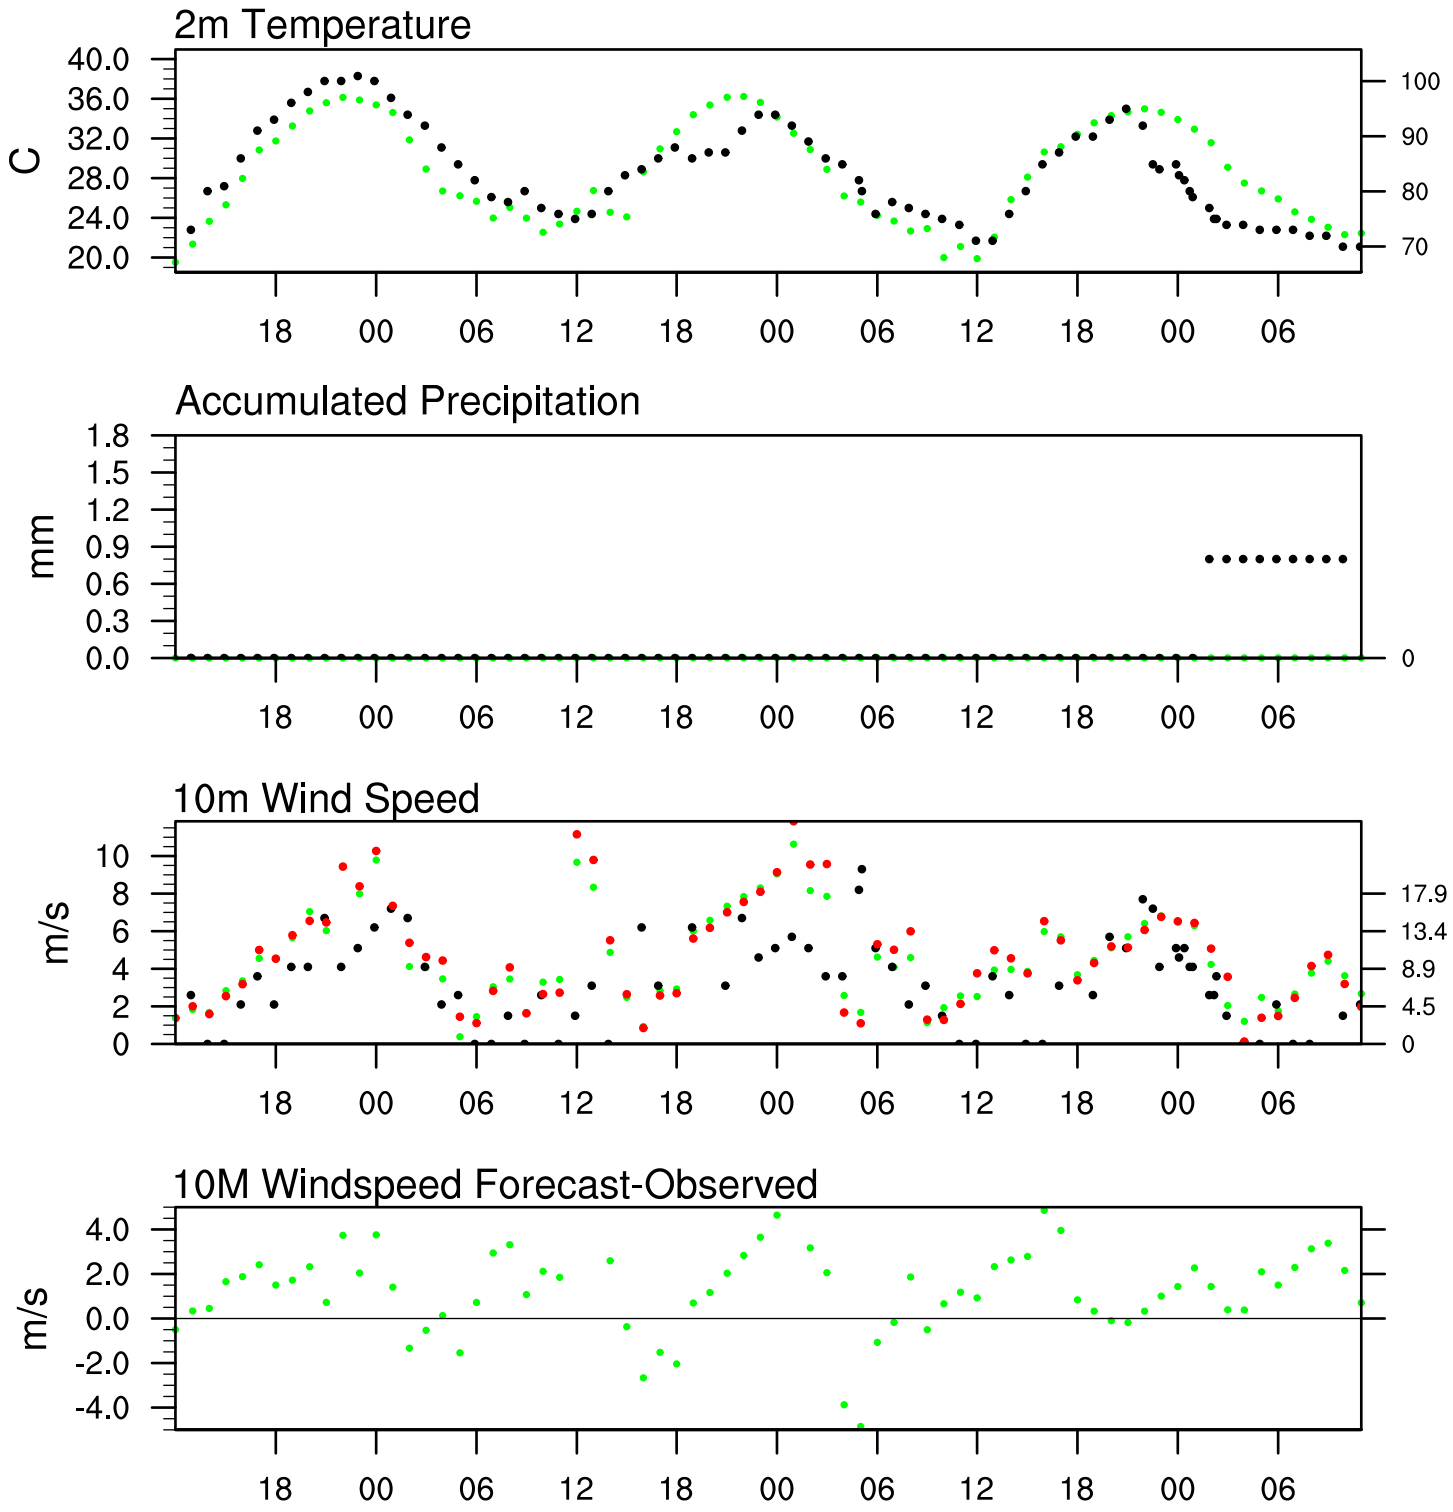 2m Temperature
40.0
36.0
32.0
28.0
24.0
20.0
C
100
90
80
70
18 00 06 12 18 00 06 12 18 00 06
Accumulated Precipitation
1.8
1.5
1.2
0.9
0.6
0.3
0.0
mm
0
18 00 06 12 18 00 06 12 18 00 06
10m Wind Speed
10
8
6
4
2
0
m/s
17.9
13.4
8.9
4.5
0
18 00 06 12 18 00 06 12 18 00 06
10M Windspeed Forecast-Observed
4.0
2.0
0.0
-2.0
-4.0
m/s
18 00 06 12 18 00 06 12 18 00 06